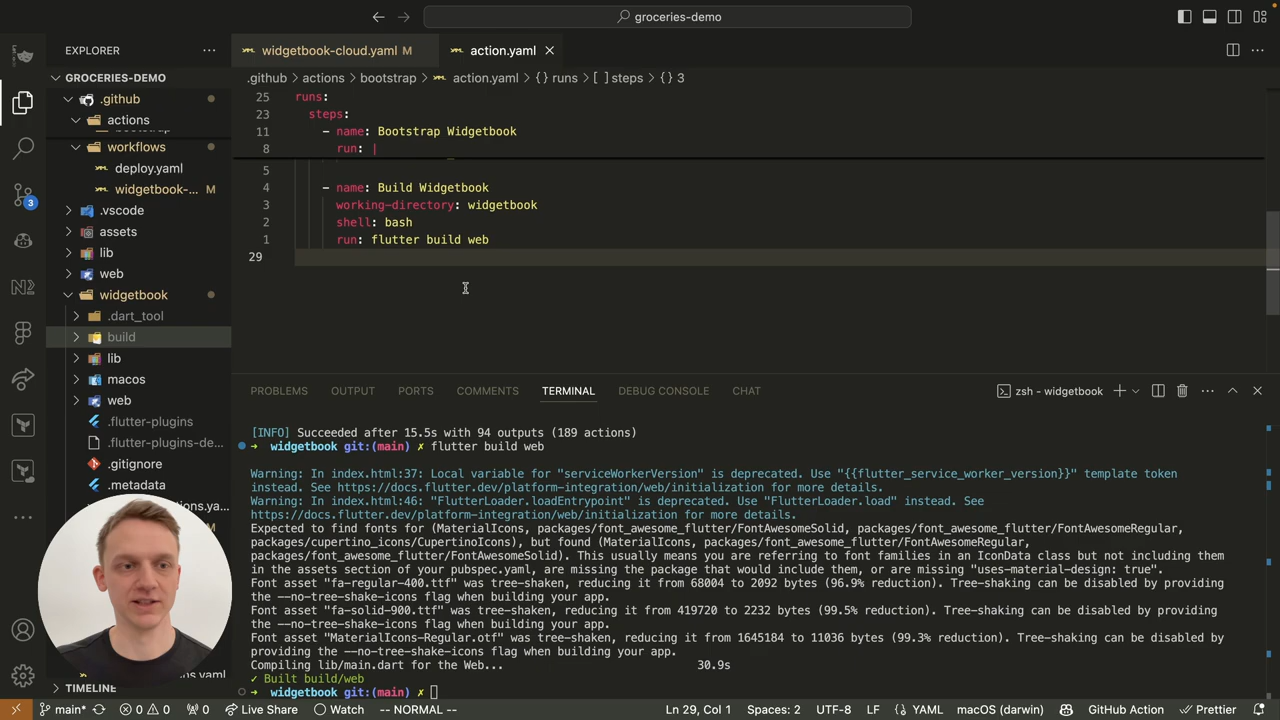 groceries-demo
EXPLORER
widgetbook-cloud.yaml M
action.yaml
GROCERIES-DEMO
.github > actions > bootstrap > action.yaml > {} runs > [ ] steps > {} 3
.github
actions
workflows
deploy.yaml
widgetbook-... M
.vscode
assets
lib
web
widgetbook
.dart_tool
build
lib
macos
web
.flutter-plugins
.flutter-plugins-de...
.gitignore
.metadata
TIMELINE
3
25 runs:
23 steps:
11 - name: Bootstrap Widgetbook
8 run: |
5
4 - name: Build Widgetbook
3 working-directory: widgetbook
2 shell: bash
1 run: flutter build web
29
PROBLEMS OUTPUT PORTS COMMENTS TERMINAL DEBUG CONSOLE CHAT
zsh - widgetbook
[INFO] Succeeded after 15.5s with 94 outputs (189 actions)
➜ widgetbook git:(main) ✗ flutter build web
Warning: In index.html:37: Local variable for "serviceWorkerVersion" is deprecated. Use "{{flutter_service_worker_version}}" template token
instead. See https://docs.flutter.dev/platform-integration/web/initialization for more details.
Warning: In index.html:46: "FlutterLoader.loadEntrypoint" is deprecated. Use "FlutterLoader.load" instead. See
https://docs.flutter.dev/platform-integration/web/initialization for more details.
Expected to find fonts for (MaterialIcons, packages/font_awesome_flutter/FontAwesomeSolid, packages/font_awesome_flutter/FontAwesomeRegular,
packages/cupertino_icons/CupertinoIcons), but found (MaterialIcons, packages/font_awesome_flutter/FontAwesomeRegular,
packages/font_awesome_flutter/FontAwesomeSolid). This usually means you are referring to font families in an IconData class but not including them
in the assets section of your pubspec.yaml, are missing the package that would include them, or are missing "uses-material-design: true".
Font asset "fa-regular-400.ttf" was tree-shaken, reducing it from 68004 to 2092 bytes (96.9% reduction). Tree-shaking can be disabled by providing
the --no-tree-shake-icons flag when building your app.
Font asset "fa-solid-900.ttf" was tree-shaken, reducing it from 419720 to 2232 bytes (99.5% reduction). Tree-shaking can be disabled by providing
the --no-tree-shake-icons flag when building your app.
Font asset "MaterialIcons-Regular.otf" was tree-shaken, reducing it from 1645184 to 11036 bytes (99.3% reduction). Tree-shaking can be disabled by
providing the --no-tree-shake-icons flag when building your app.
Compiling lib/main.dart for the Web... 30.9s
✓ Built build/web
➜ widgetbook git:(main) ✗
main* 0 0 0 Live Share Watch -- NORMAL -- Ln 29, Col 1 Spaces: 2 UTF-8 LF YAML macOS (darwin) GitHub Action Prettier